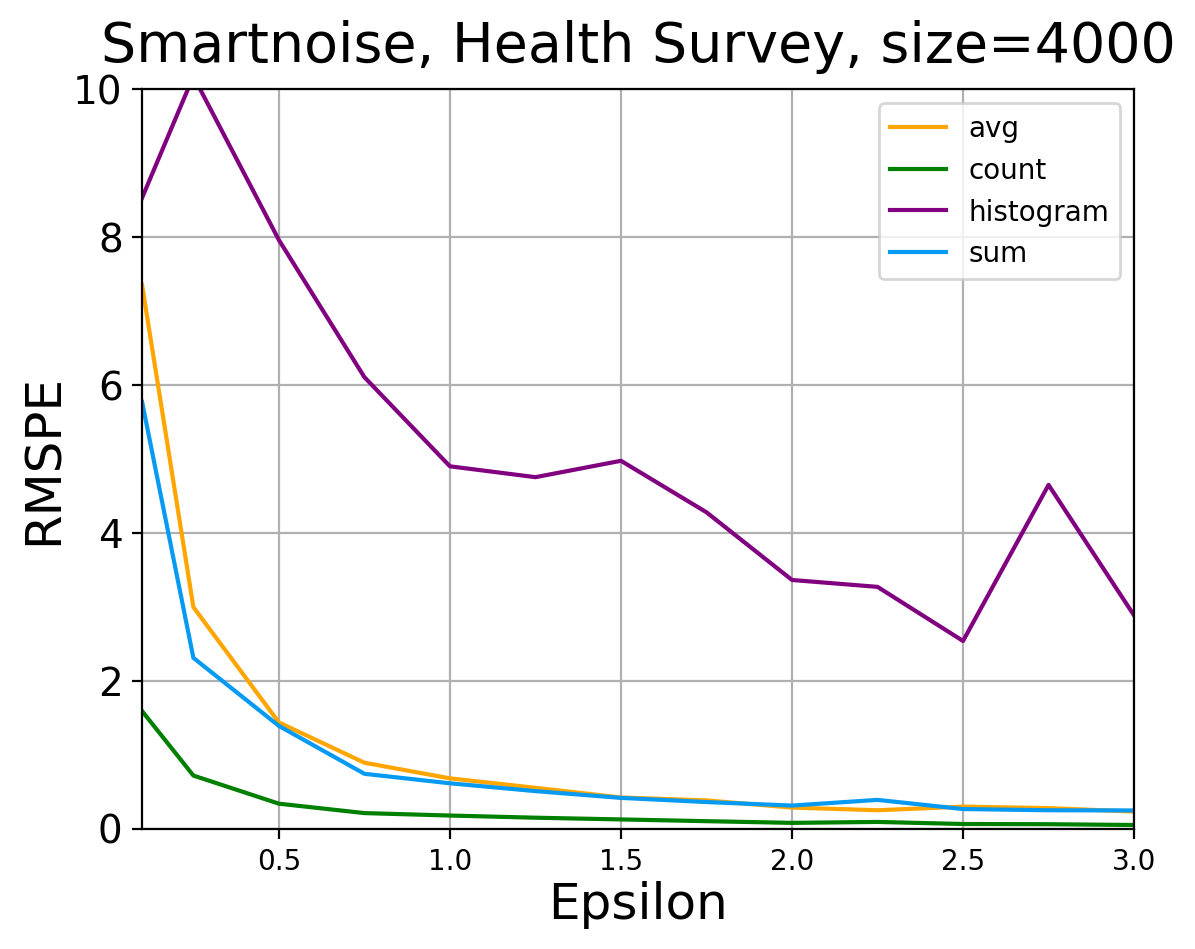 Smartnoise, Health Survey, size=4000
10
8
6
4
2
0
RMSPE
avg
count
histogram
sum
0.5 1.0 1.5 2.0 2.5 3.0
Epsilon